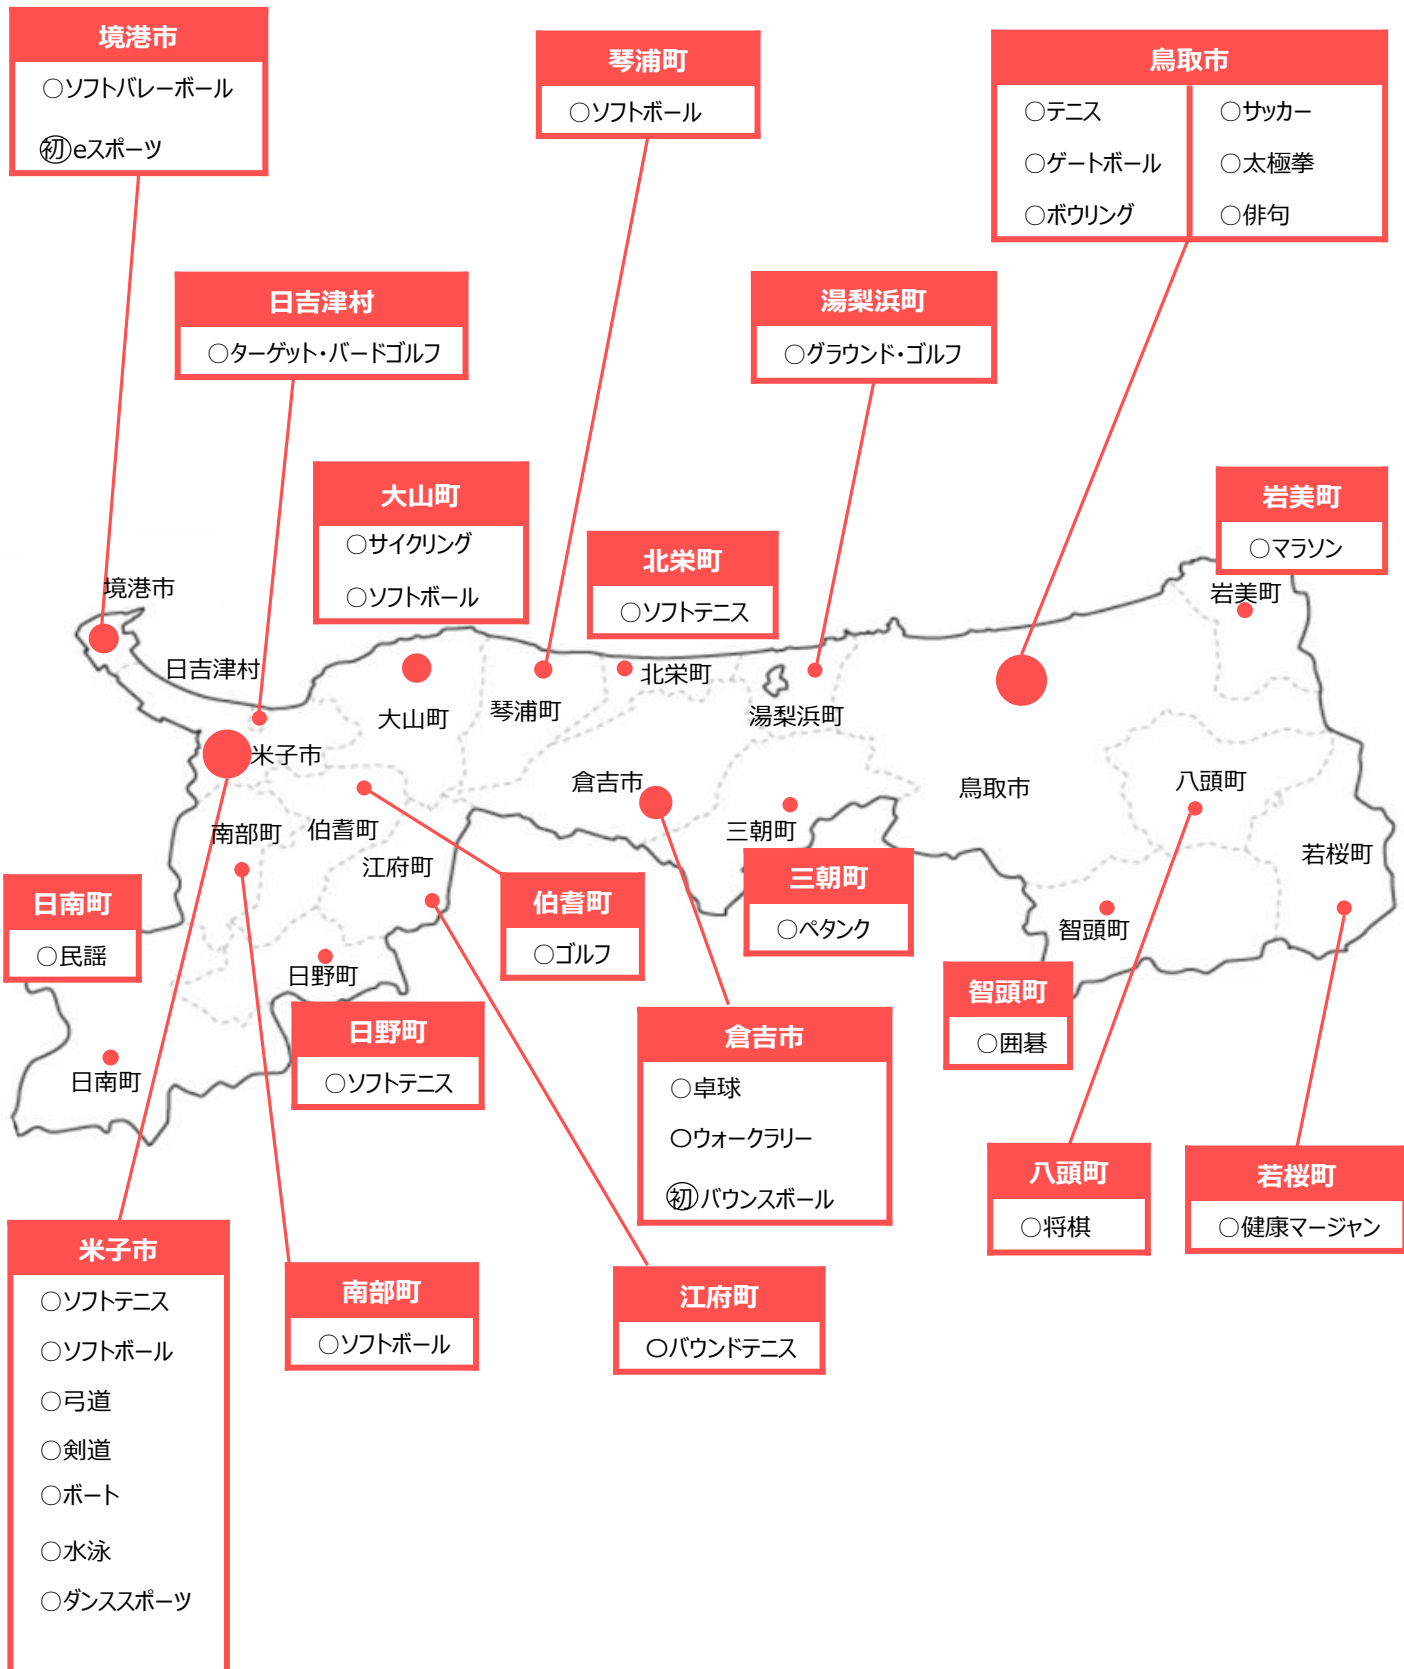 境港市
○ソフトバレーボール
㊞初eスポーツ
琴浦町
○ソフトボール
鳥取市
○テニス
○ゲートボール
○ボウリング
○サッカー
○太極拳
○俳句
日吉津村
○ターゲット・バードゴルフ
湯梨浜町
○グラウンド・ゴルフ
大山町
○サイクリング
○ソフトボール
北栄町
○ソフトテニス
岩美町
○マラソン
境港市
日吉津村
大山町
琴浦町
北栄町
湯梨浜町
岩美町
米子市
倉吉市
鳥取市
八頭町
南部町
伯耆町
三朝町
若桜町
江府町
智頭町
日野町
日南町
日南町
○民謡
伯耆町
○ゴルフ
三朝町
○ペタンク
智頭町
○囲碁
日野町
○ソフトテニス
倉吉市
○卓球
○ウォークラリー
初バウンスボール
八頭町
○将棋
若桜町
○健康マージャン
米子市
○ソフトテニス
○ソフトボール
○弓道
○剣道
○ボート
○水泳
○ダンススポーツ
南部町
○ソフトボール
江府町
○バウンドテニス